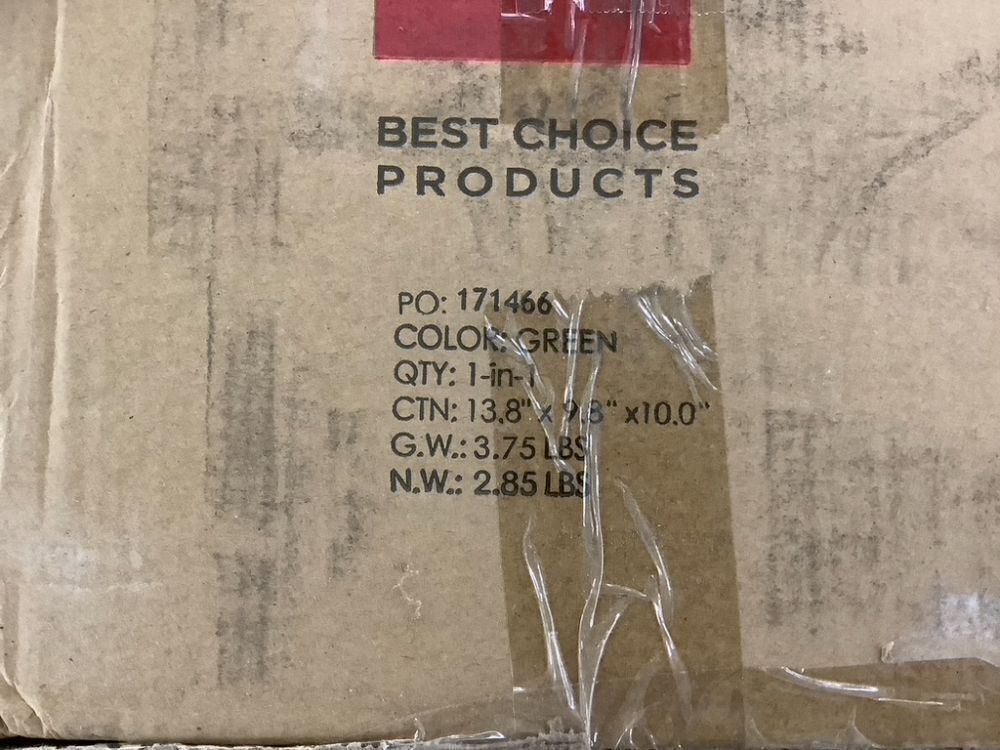 BEST CHOICE
PRODUCTS
PO: 171466
COLOR: GREEN
QTY: 1-in-1
CTN: 13.8" x 9.8" x10.0"
G.W.: 3.75 LBS
N.W.: 2.85 LBS